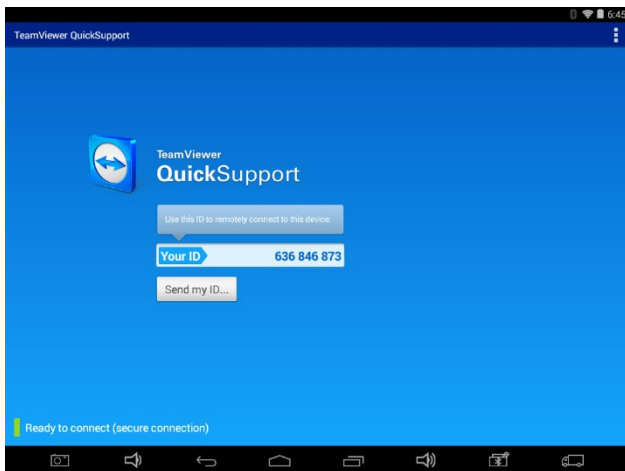 6:45
TeamViewer QuickSupport
TeamViewer
QuickSupport
Use this ID to remotely connect to this device.
Your ID 636 846 873
Send my ID...
Ready to connect (secure connection)